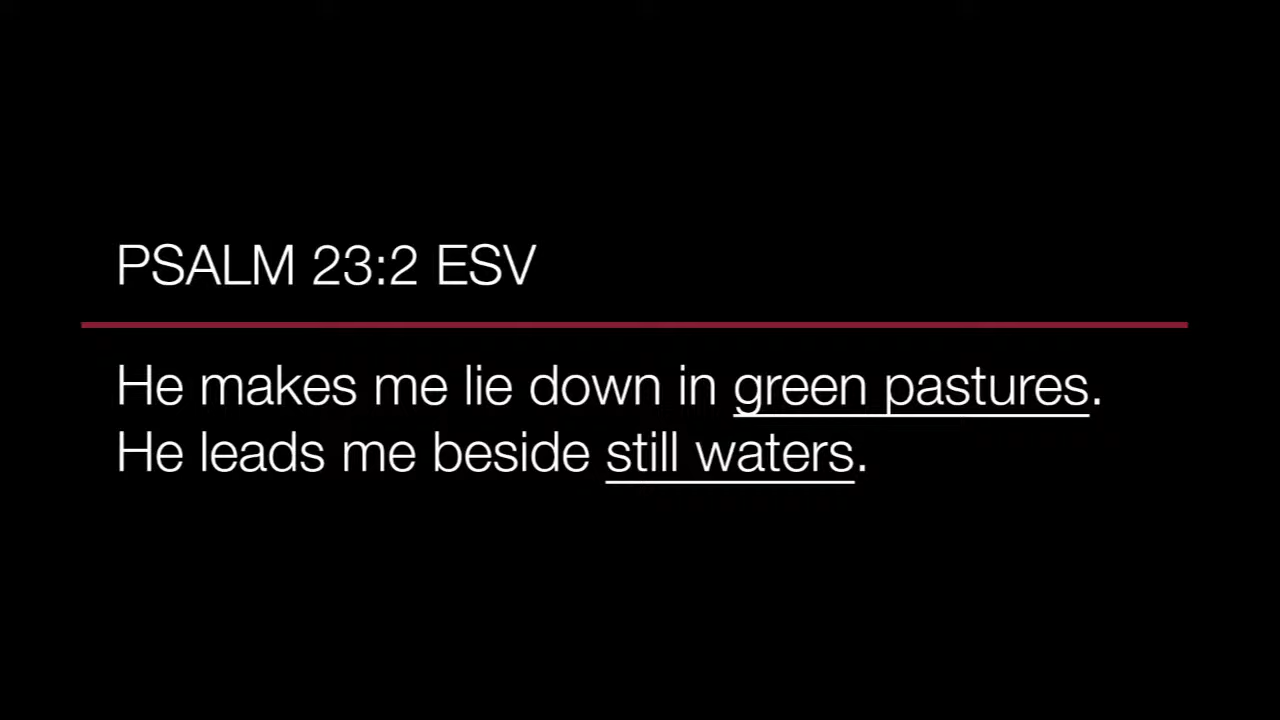 PSALM 23:2 ESV
He makes me lie down in green pastures.
He leads me beside still waters.